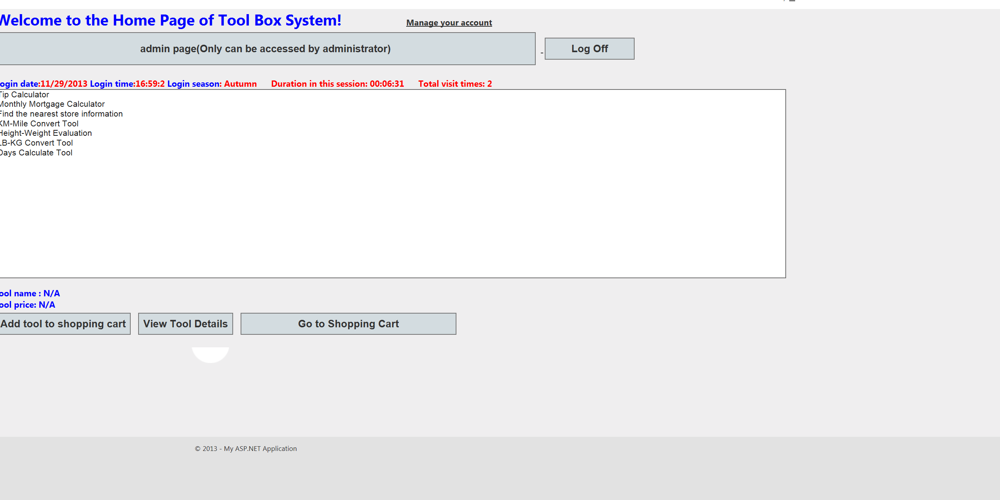 Welcome to the Home Page of Tool Box System!
Manage your account
admin page(Only can be accessed by administrator)
Log Off
ogin date:11/29/2013 Login time:16:59:2 Login season: Autumn Duration in this session: 00:06:31 Total visit times: 2
Tip Calculator
Monthly Mortgage Calculator
Find the nearest store information
KM-Mile Convert Tool
Height-Weight Evaluation
LB-KG Convert Tool
Days Calculate Tool
ool name : N/A
ool price: N/A
Add tool to shopping cart
View Tool Details
Go to Shopping Cart
© 2013 - My ASP.NET Application